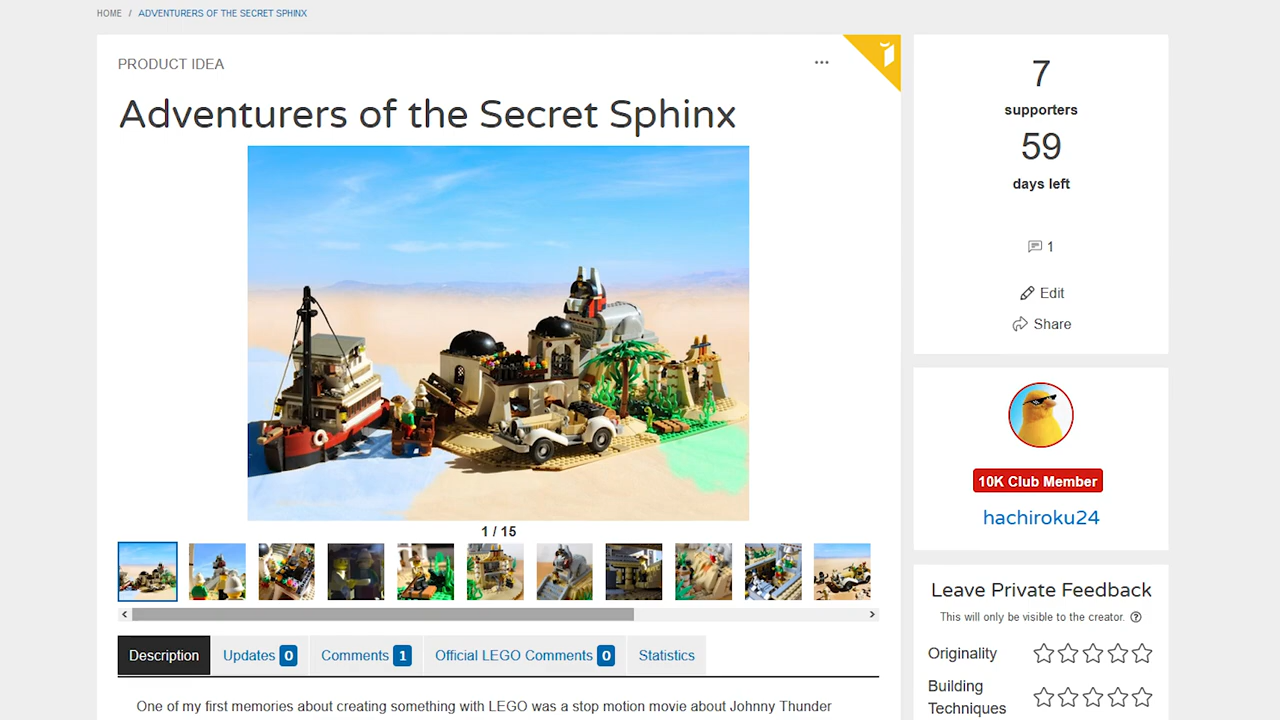 HOME / ADVENTURERS OF THE SECRET SPHINX
PRODUCT IDEA
...
Adventurers of the Secret Sphinx
1 / 15
Description
Updates 0
Comments 1
Official LEGO Comments 0
Statistics
One of my first memories about creating something with LEGO was a stop motion movie about Johnny Thunder
7
supporters
59
days left
1
Edit
Share
10K Club Member
hachiroku24
Leave Private Feedback
This will only be visible to the creator. ?
Originality
Building
Techniques